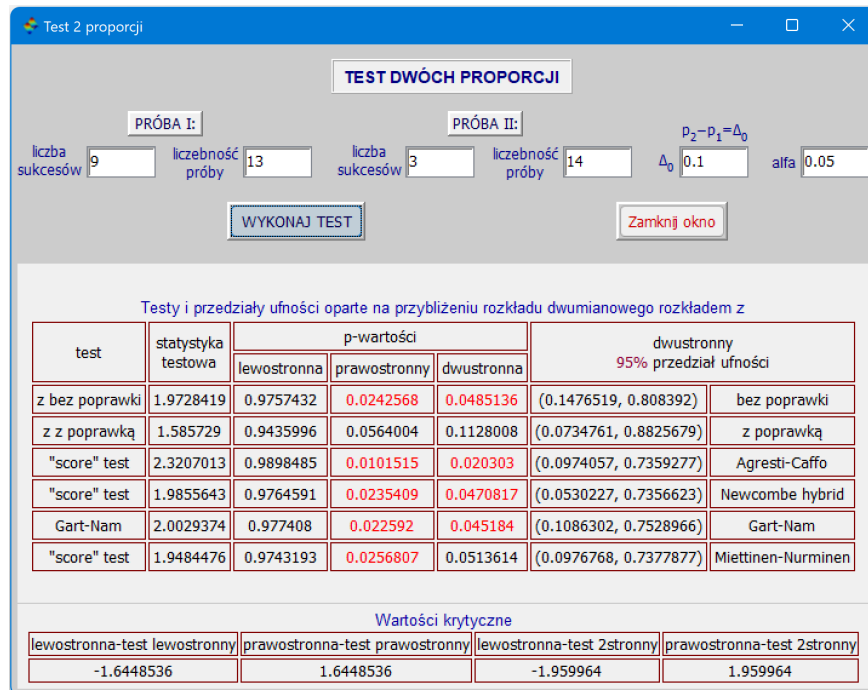 Test 2 proporcji
TEST DWÓCH PROPORCJI
PRÓBA I:
PRÓBA II:
p₂−p₁=Δ₀
liczba sukcesów 9 liczebność próby 13 liczba sukcesów 3 liczebność próby 14 Δ₀ 0.1 alfa 0.05
WYKONAJ TEST Zamknij okno
Testy i przedziały ufności oparte na przybliżeniu rozkładu dwumianowego rozkładem z
test statystyka testowa p-wartości dwustronny 95% przedział ufności
lewostronna prawostronny dwustronna
z bez poprawki 1.9728419 0.9757432 0.0242568 0.0485136 (0.1476519, 0.808392) bez poprawki
z z poprawką 1.585729 0.9435996 0.0564004 0.1128008 (0.0734761, 0.8825679) z poprawką
"score" test 2.3207013 0.9898485 0.0101515 0.020303 (0.0974057, 0.7359277) Agresti-Caffo
"score" test 1.9855643 0.9764591 0.0235409 0.0470817 (0.0530227, 0.7356623) Newcombe hybrid
Gart-Nam 2.0029374 0.977408 0.022592 0.045184 (0.1086302, 0.7528966) Gart-Nam
"score" test 1.9484476 0.9743193 0.0256807 0.0513614 (0.0976768, 0.7377877) Miettinen-Nurminen
Wartości krytyczne
lewostronna-test lewostronny prawostronna-test prawostronny lewostronna-test 2stronny prawostronna-test 2stronny
-1.6448536 1.6448536 -1.959964 1.959964